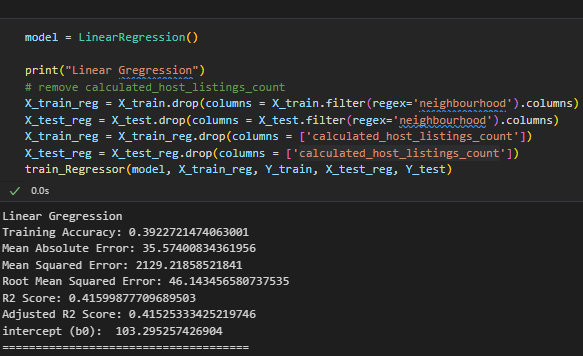 model = LinearRegression()
print("Linear Gregression")
# remove calculated_host_listings_count
X_train_reg = X_train.drop(columns = X_train.filter(regex='neighbourhood').columns)
X_test_reg = X_test.drop(columns = X_test.filter(regex='neighbourhood').columns)
X_train_reg = X_train_reg.drop(columns = ['calculated_host_listings_count'])
X_test_reg = X_test_reg.drop(columns = ['calculated_host_listings_count'])
train_Regressor(model, X_train_reg, Y_train, X_test_reg, Y_test)
✓ 0.0s
Linear Gregression
Training Accuracy: 0.3922721474063001
Mean Absolute Error: 35.57400834361956
Mean Squared Error: 2129.21858521841
Root Mean Squared Error: 46.143456580737535
R2 Score: 0.41599877709689503
Adjusted R2 Score: 0.41525333425219746
intercept (b0):  103.295257426904
=====================================